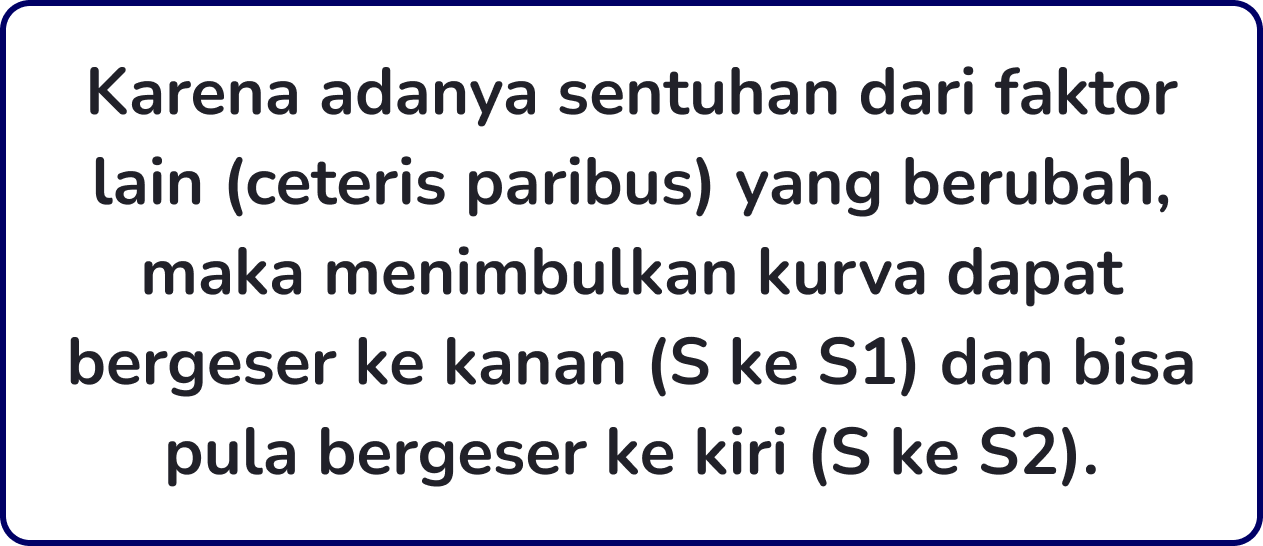 Karena adanya sentuhan dari faktor
lain (ceteris paribus) yang berubah,
maka menimbulkan kurva dapat
bergeser ke kanan (S ke S1) dan bisa
pula bergeser ke kiri (S ke S2).